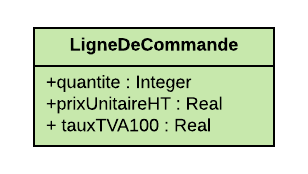 LigneDeCommande
+quantite : Integer
+prixUnitaireHT : Real
+ tauxTVA100 : Real